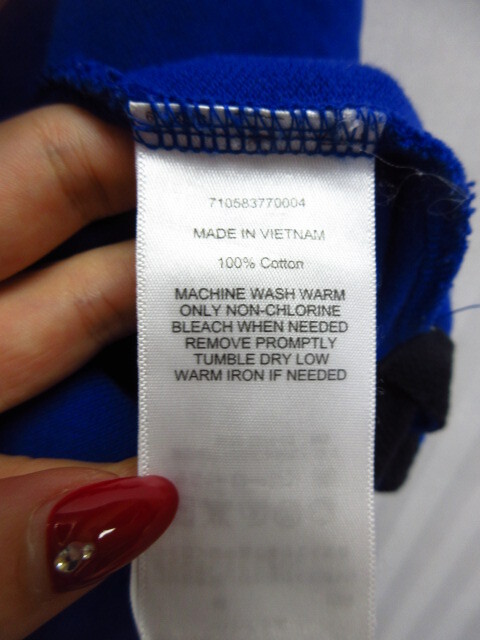 710583770004
MADE IN VIETNAM
100% Cotton
MACHINE WASH WARM
ONLY NON-CHLORINE
BLEACH WHEN NEEDED
REMOVE PROMPTLY
TUMBLE DRY LOW
WARM IRON IF NEEDED